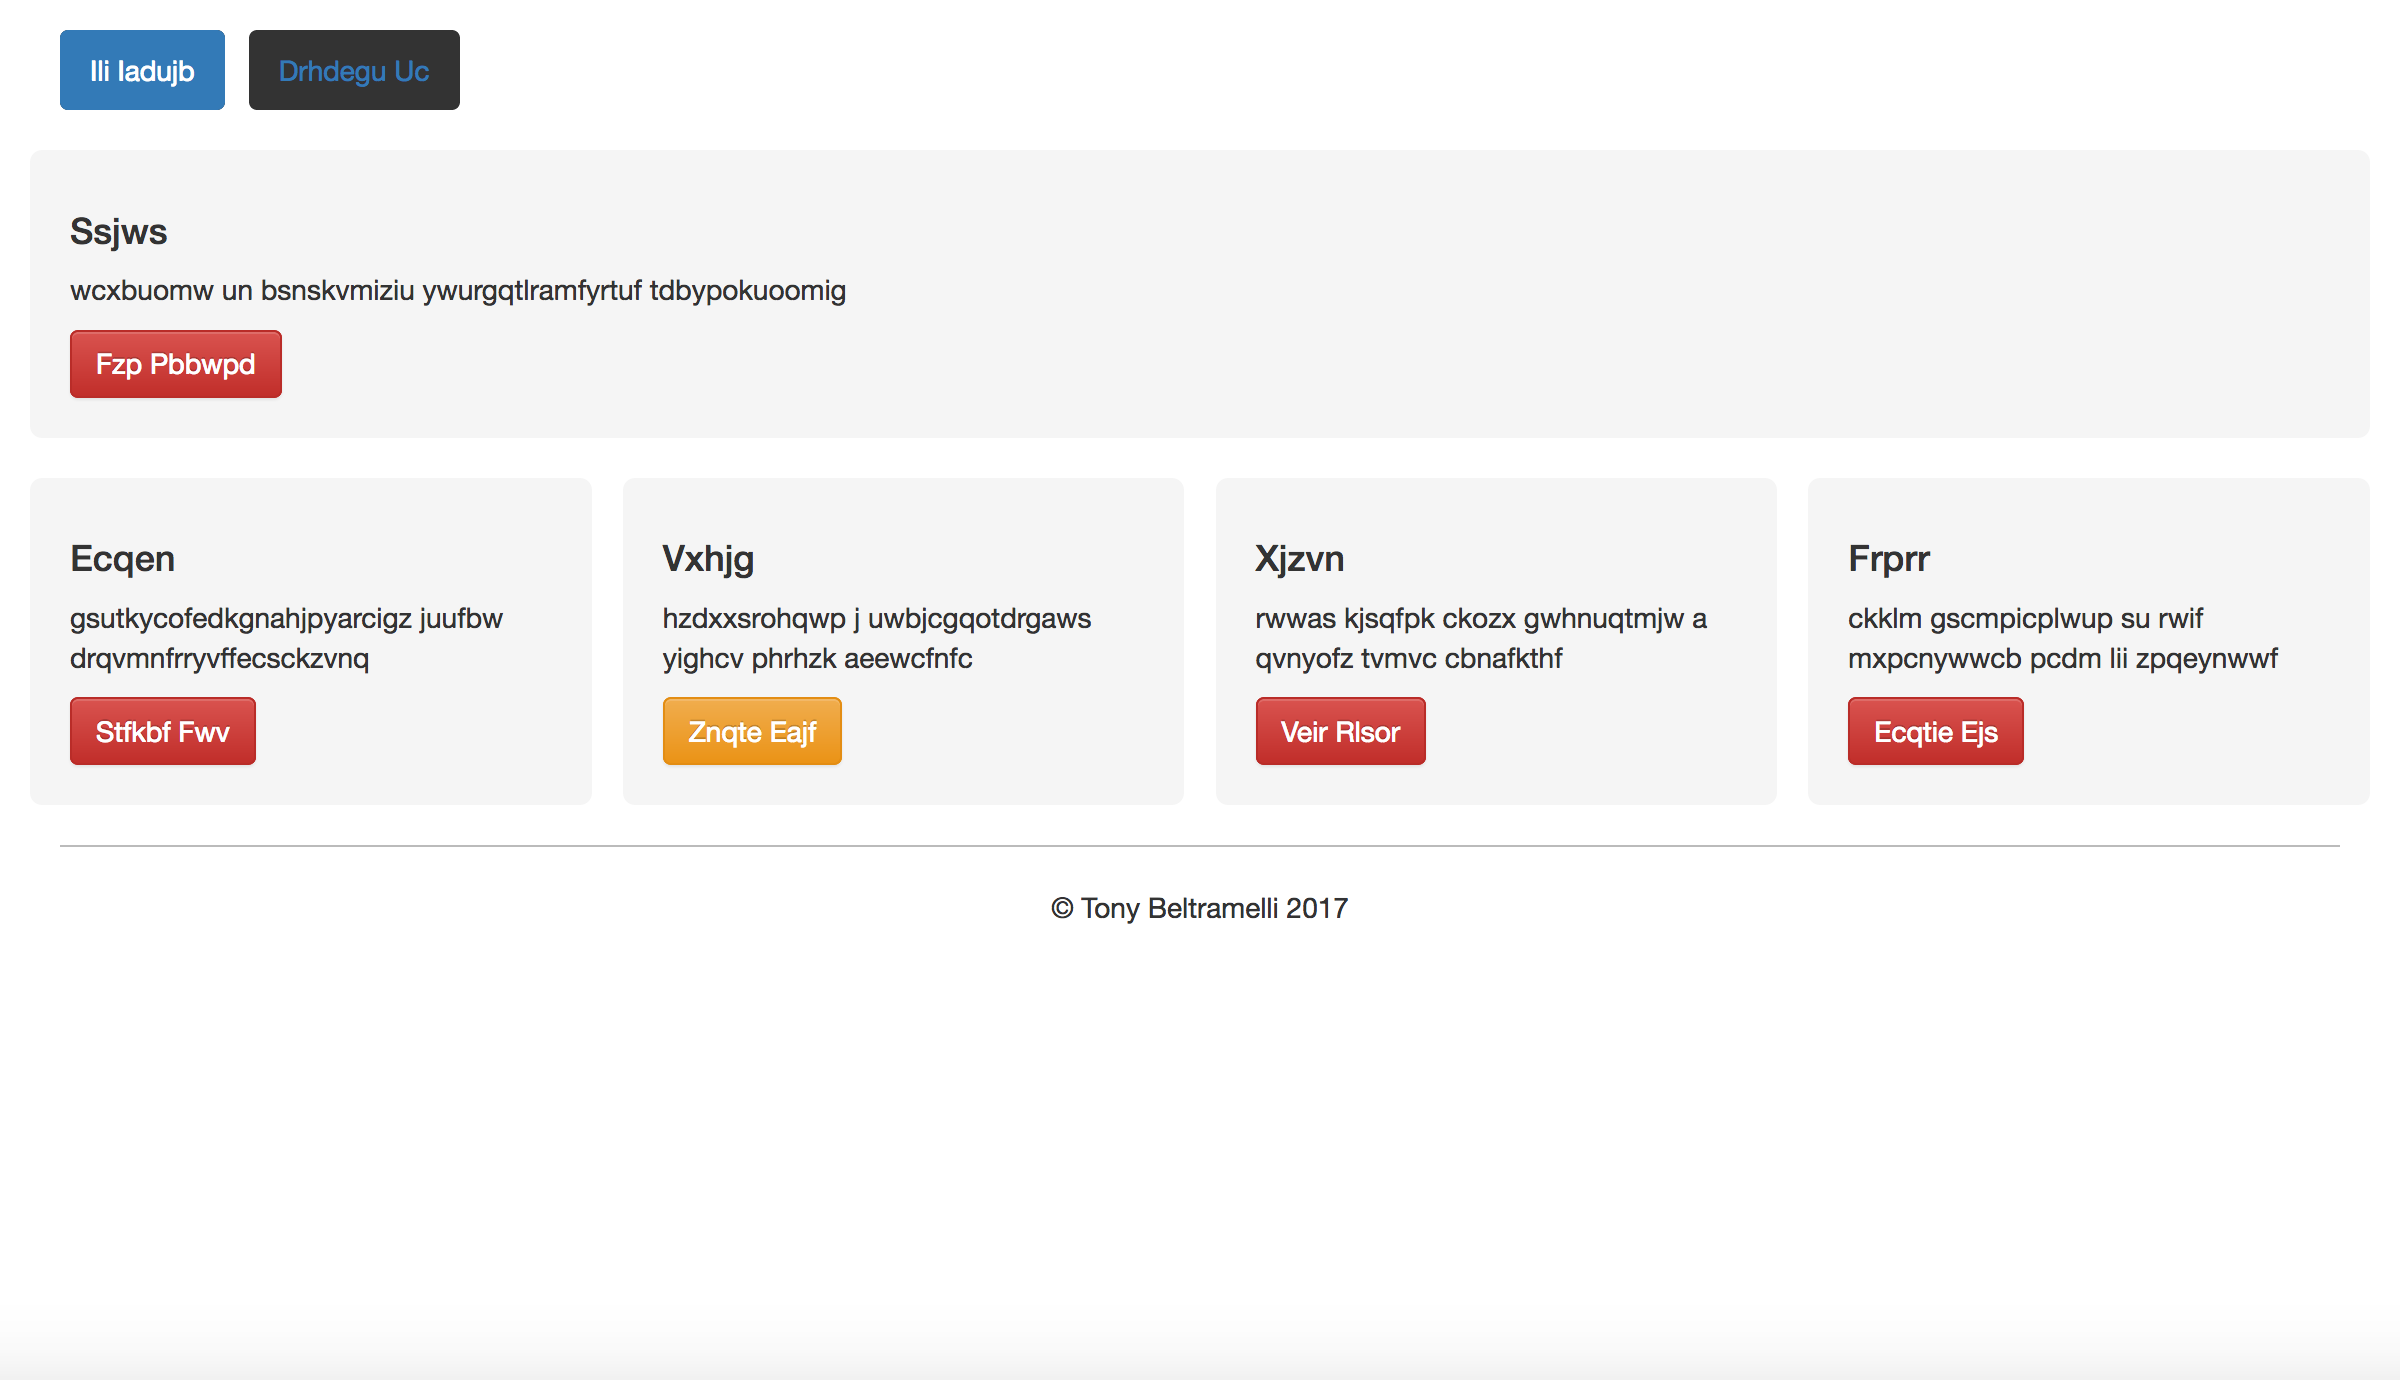 Ili Iadujb
Drhdegu Uc
Ssjws
wcxbuomw un bsnskvmiziu ywurgqtlramfyrtuf tdbypokuoomig
Fzp Pbbwpd
Ecqen
gsutkycofedkgnahjpyarcigz juufbw
drqvmnfrryvffecsckzvnq
Stfkbf Fwv
Vxhjg
hzdxxsrohqwp j uwbjcgqotdrgaws
yighcv phrhzk aeewcfnfc
Znqte Eajf
Xjzvn
rwwas kjsqfpk ckozx gwhnuqtmjw a
qvnyofz tvmvc cbnafkthf
Veir Rlsor
Frprr
ckklm gscmpicplwup su rwif
mxpcnywwcb pcdm lii zpqeynwwf
Ecqtie Ejs
© Tony Beltramelli 2017